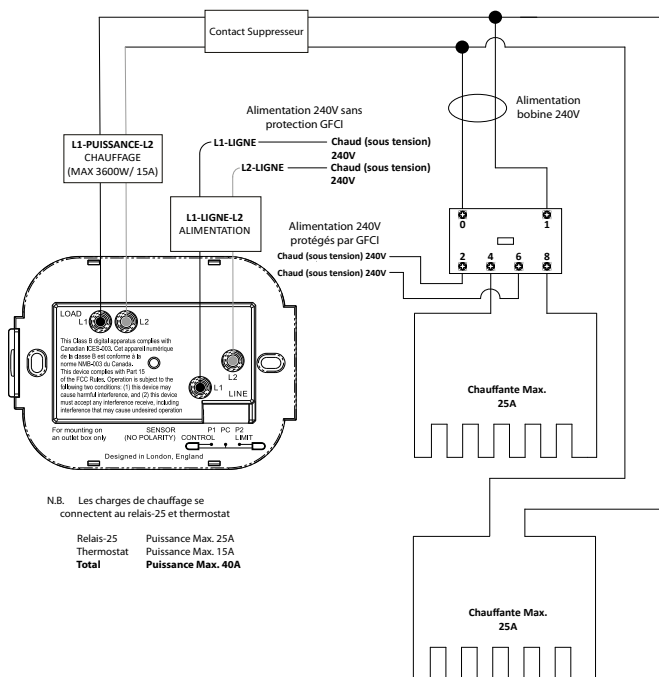 Contact Suppresseur
Alimentation 240V sans
protection GFCI
Alimentation
bobine 240V
L1-LIGNE
Chaud (sous tension)
240V
L2-LIGNE
Chaud (sous tension)
240V
L1-PUISSANCE-L2
CHAUFFAGE
(MAX 3600W/ 15A)
L1-LIGNE-L2
ALIMENTATION
Alimentation 240V
protégés par GFCI
Chaud (sous tension) 240V
Chaud (sous tension) 240V
0 1
2 4 6 8
LOAD
L1 L2
This Class B digital apparatus complies with
Canadian ICES-003. Cet appareil numérique
de la classe B est conforme à la
norme NMB-003 du Canada.
This device complies with Part 15
of the FCC Rules. Operation is subject to the
following two conditions: (1) this device may
cause harmful interference, and (2) this device
must accept any interference receive, including
interference that may cause undesired operation
L2
L1
LINE
For mounting on
an outlet box only
SENSOR
(NO POLARITY)
P1 PC P2
CONTROL LIMIT
Designed in London, England
Chauffante Max.
25A
N.B. Les charges de chauffage se
connectent au relais-25 et thermostat
Relais-25 Puissance Max. 25A
Thermostat Puissance Max. 15A
Total Puissance Max. 40A
Chauffante Max.
25A